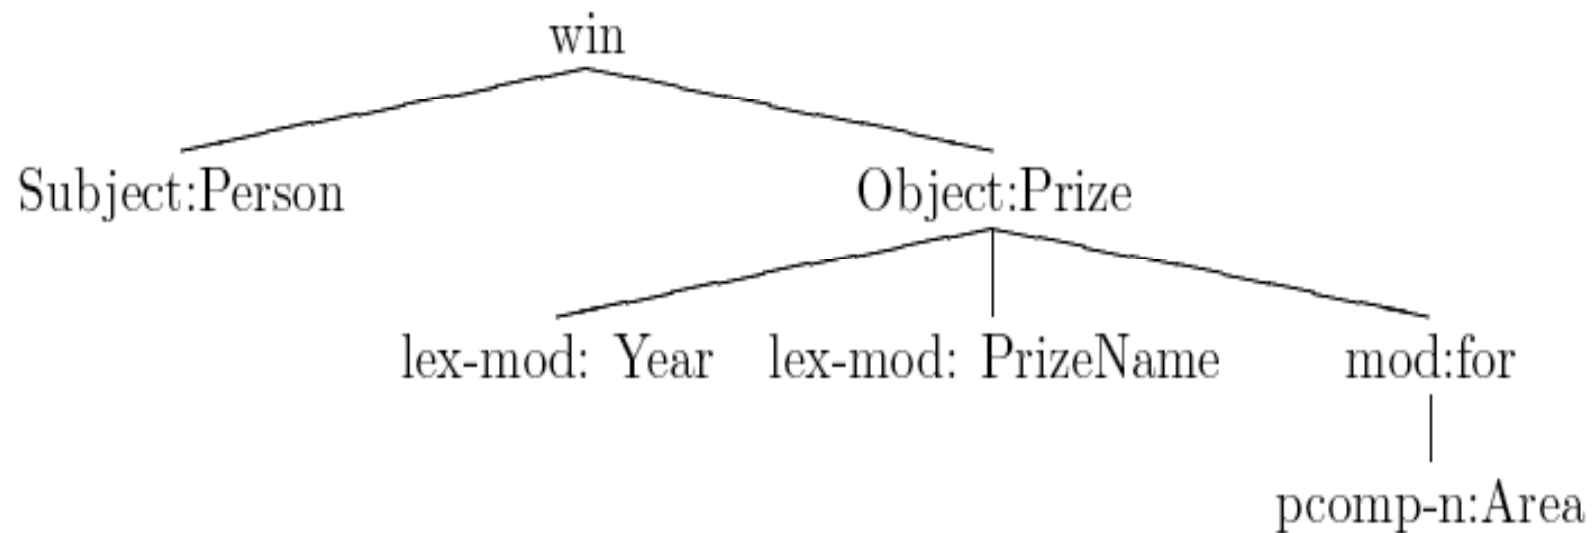 win
Subject:Person Object:Prize
lex-mod: Year lex-mod: PrizeName mod:for
pcomp-n:Area